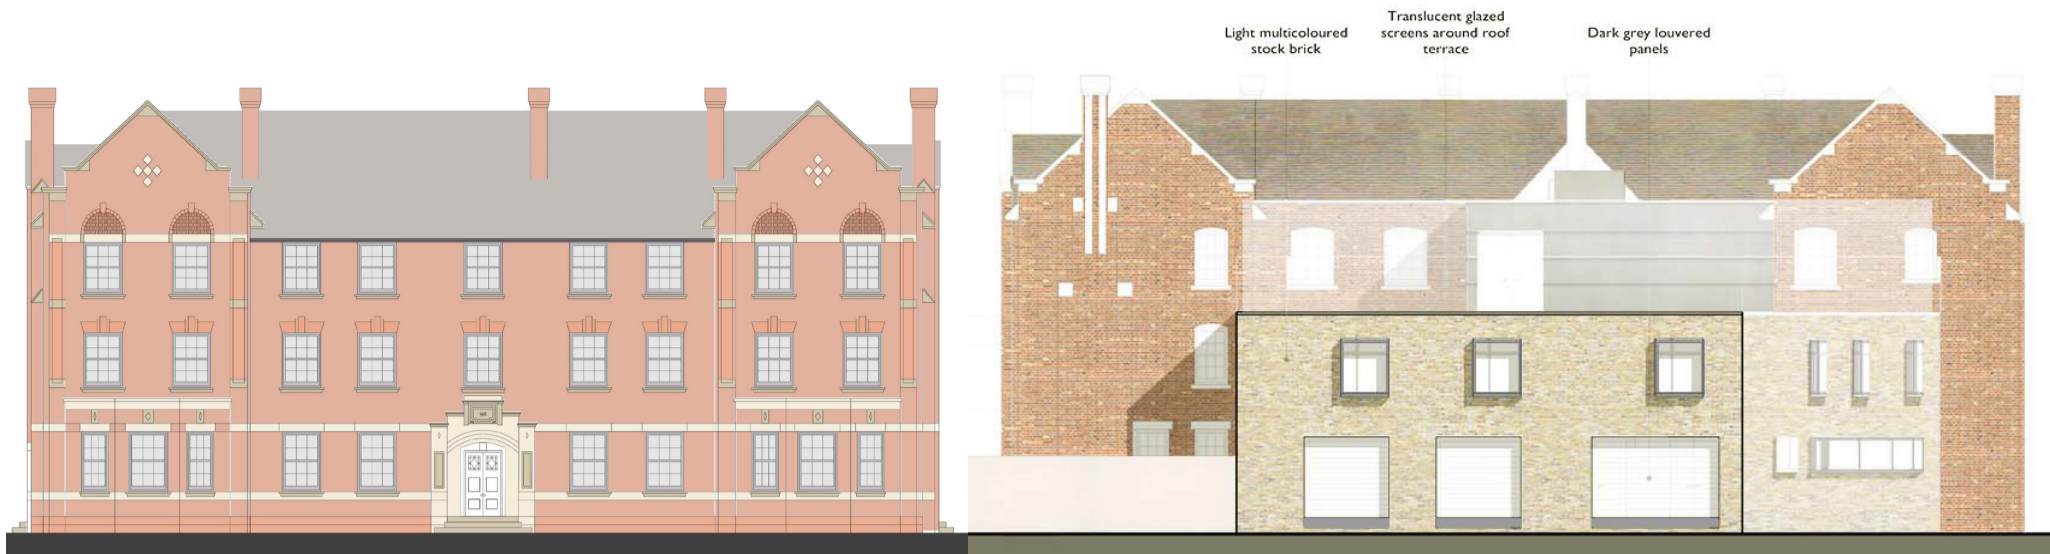 Light multicoloured
stock brick
Translucent glazed
screens around roof
terrace
Dark grey louvered
panels